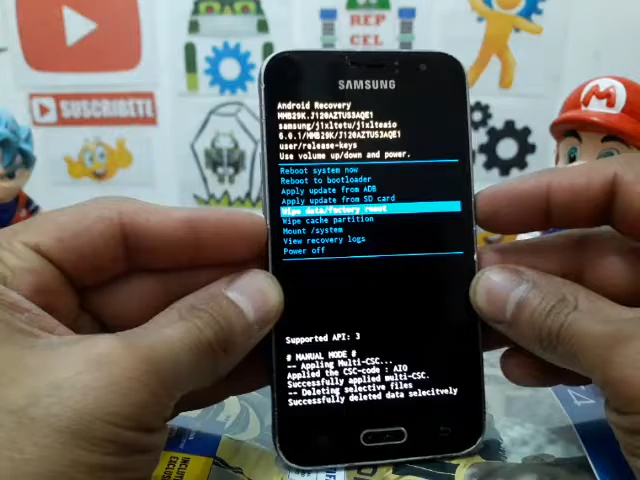 REP
CEL
SUSCRIBETE
M
SAMSUNG
Android Recovery
MMB29K.J120AZTUS3AQE1
samsung/j1xltetu/j1xlteaio
6.0.1/MMB29K/J120AZTUS3AQE1
user/release-keys
Use volume up/down and power.
Reboot system now
Reboot to bootloader
Apply update from ADB
Apply update from SD card
Wipe data/factory reset
Wipe cache partition
Mount /system
View recovery logs
Power off
Supported API: 3
# MANUAL MODE #
-- Appling Multi-CSC...
Applied the CSC-code : AIO
Successfully applied multi-CSC.
-- Deleting selective files
Successfully deleted data selecitvely